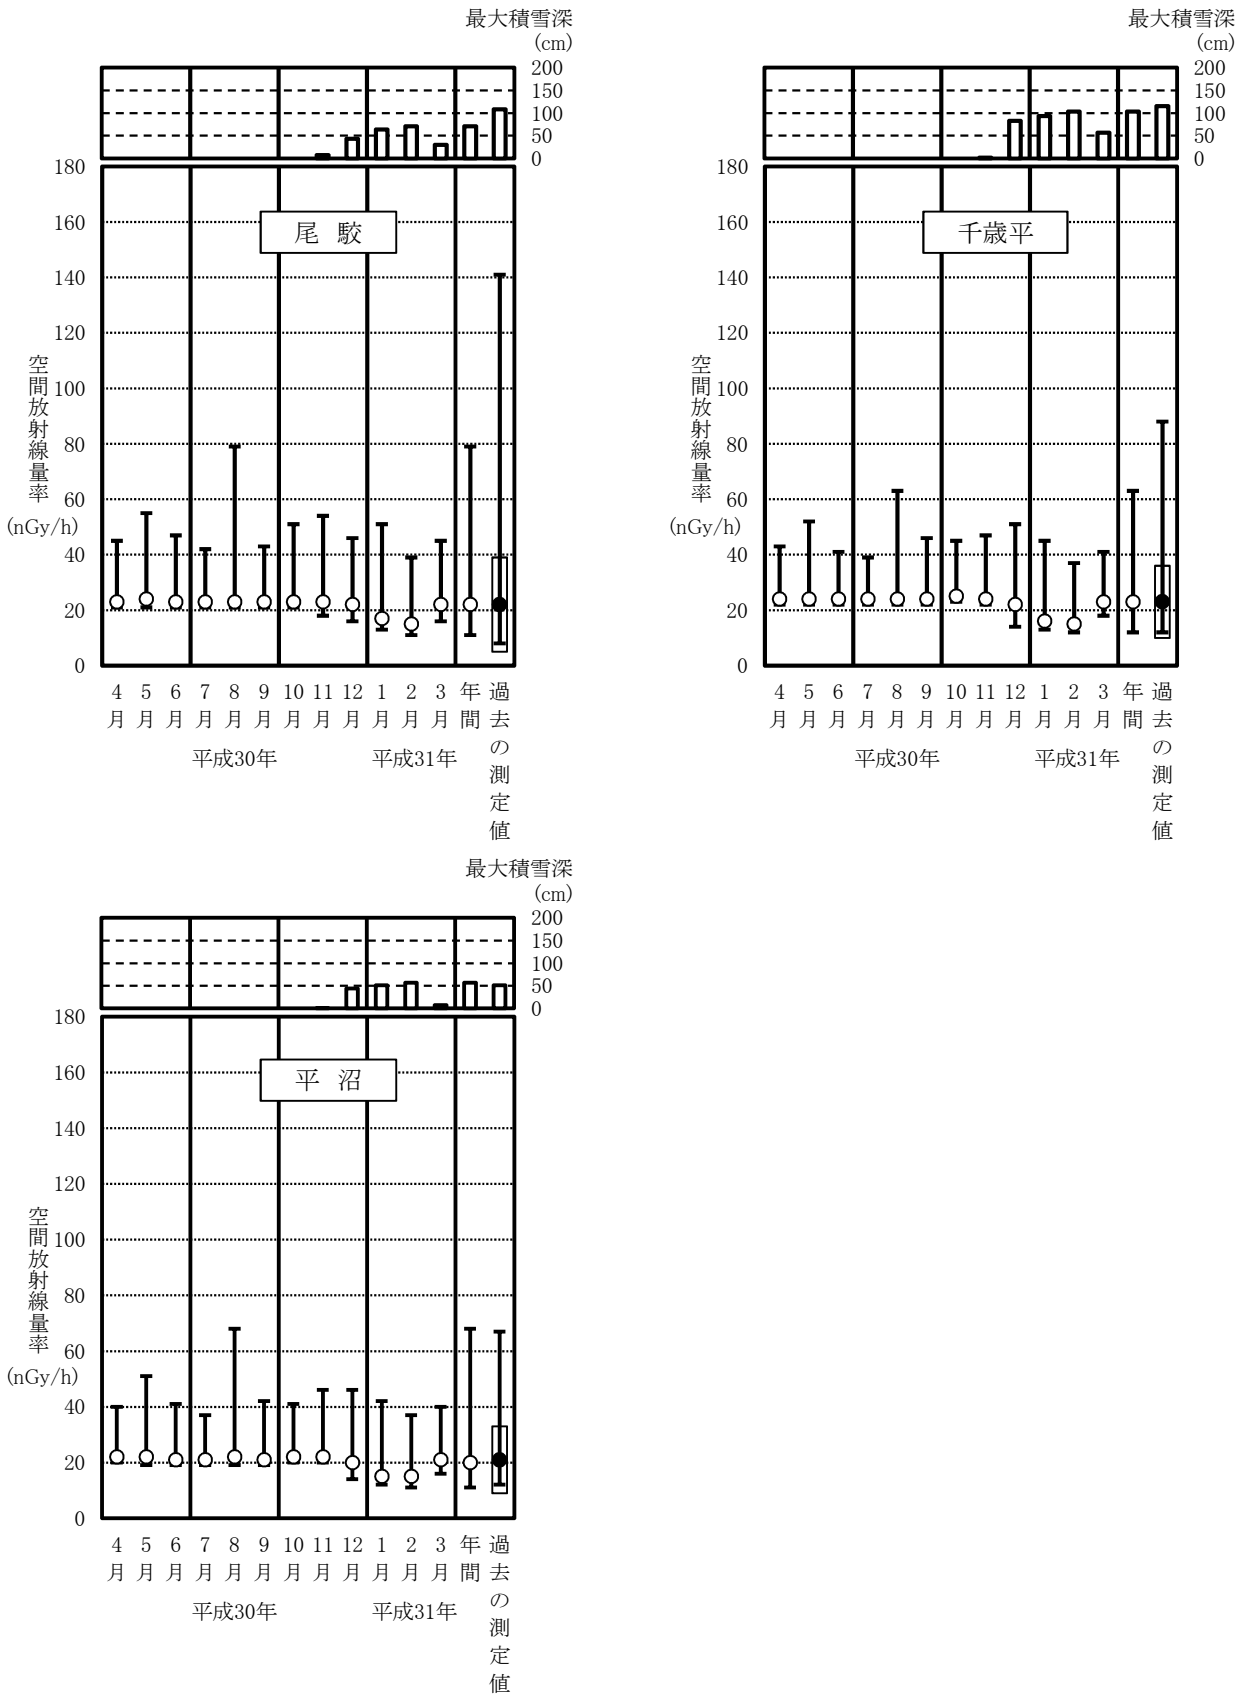 最大積雪深
(cm)
200
150
100
50
0
180
160
140
120
100
80
60
40
20
0
尾 駮
空間放射線量率
(nGy/h)
4月 5月 6月 7月 8月 9月 10月 11月 12月 1月 2月 3月 年間 過去の測定値
平成30年 平成31年
最大積雪深
(cm)
200
150
100
50
0
180
160
140
120
100
80
60
40
20
0
千歳平
空間放射線量率
(nGy/h)
4月 5月 6月 7月 8月 9月 10月 11月 12月 1月 2月 3月 年間 過去の測定値
平成30年 平成31年
最大積雪深
(cm)
200
150
100
50
0
180
160
140
120
100
80
60
40
20
0
平 沼
空間放射線量率
(nGy/h)
4月 5月 6月 7月 8月 9月 10月 11月 12月 1月 2月 3月 年間 過去の測定値
平成30年 平成31年